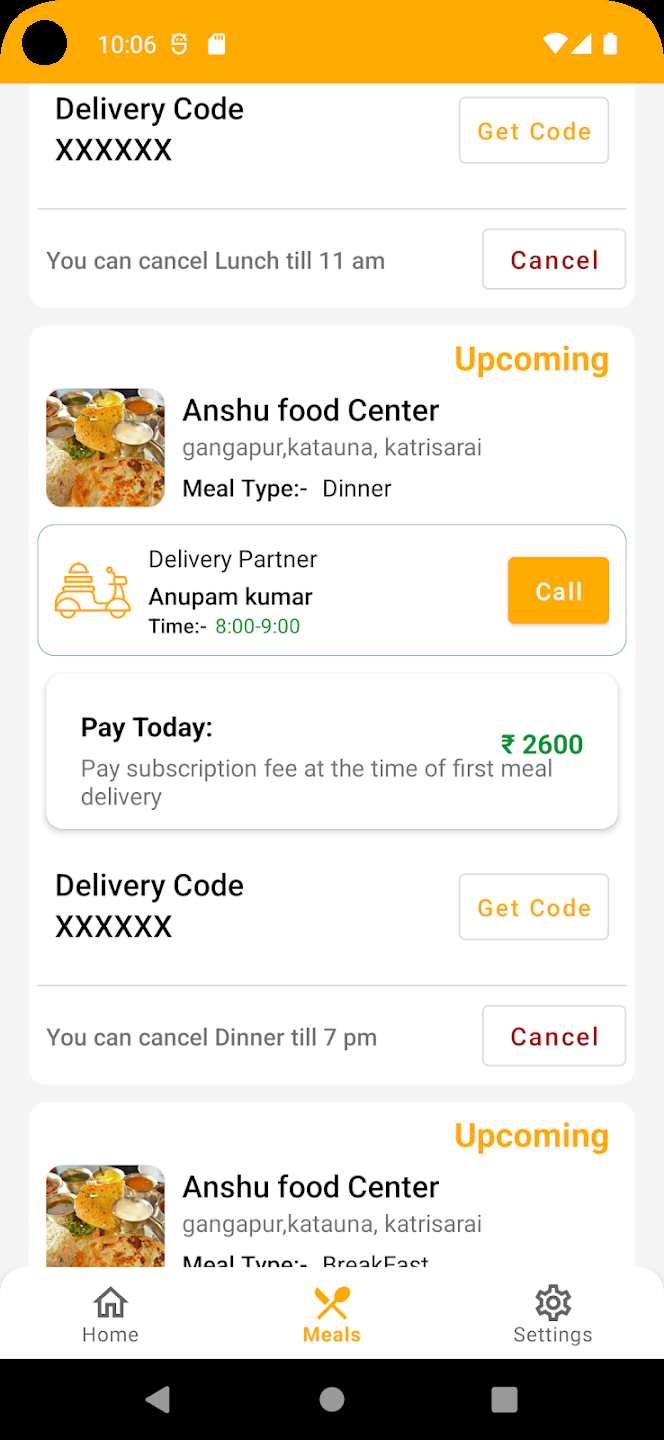 10:06
Delivery Code
XXXXXX
Get Code
You can cancel Lunch till 11 am
Cancel
Upcoming
Anshu food Center
gangapur,katauna, katrisarai
Meal Type:- Dinner
Delivery Partner
Anupam kumar
Time:- 8:00-9:00
Call
Pay Today:
₹ 2600
Pay subscription fee at the time of first meal
delivery
Delivery Code
XXXXXX
Get Code
You can cancel Dinner till 7 pm
Cancel
Upcoming
Anshu food Center
gangapur,katauna, katrisarai
Meal Type:- BreakFast
Home
Meals
Settings